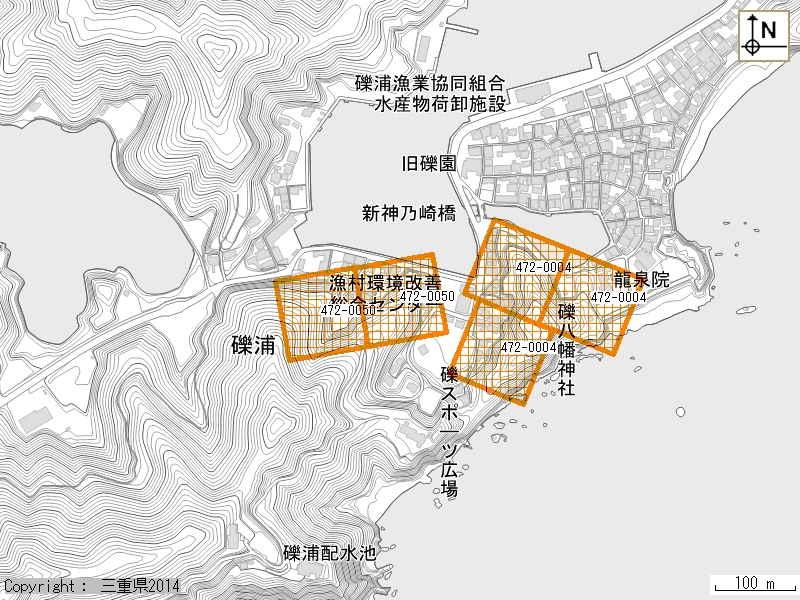 N
礫浦漁業協同組合
水産物荷卸施設
旧礫園
新神乃崎橋
472-0004
龍泉院
472-0004
漁村環境改善
総合センター
472-0050
472-0050
礫浦
472-0004
礫八幡神社
礫スポーツ広場
礫浦配水池
Copyright : 三重県2014
100 m